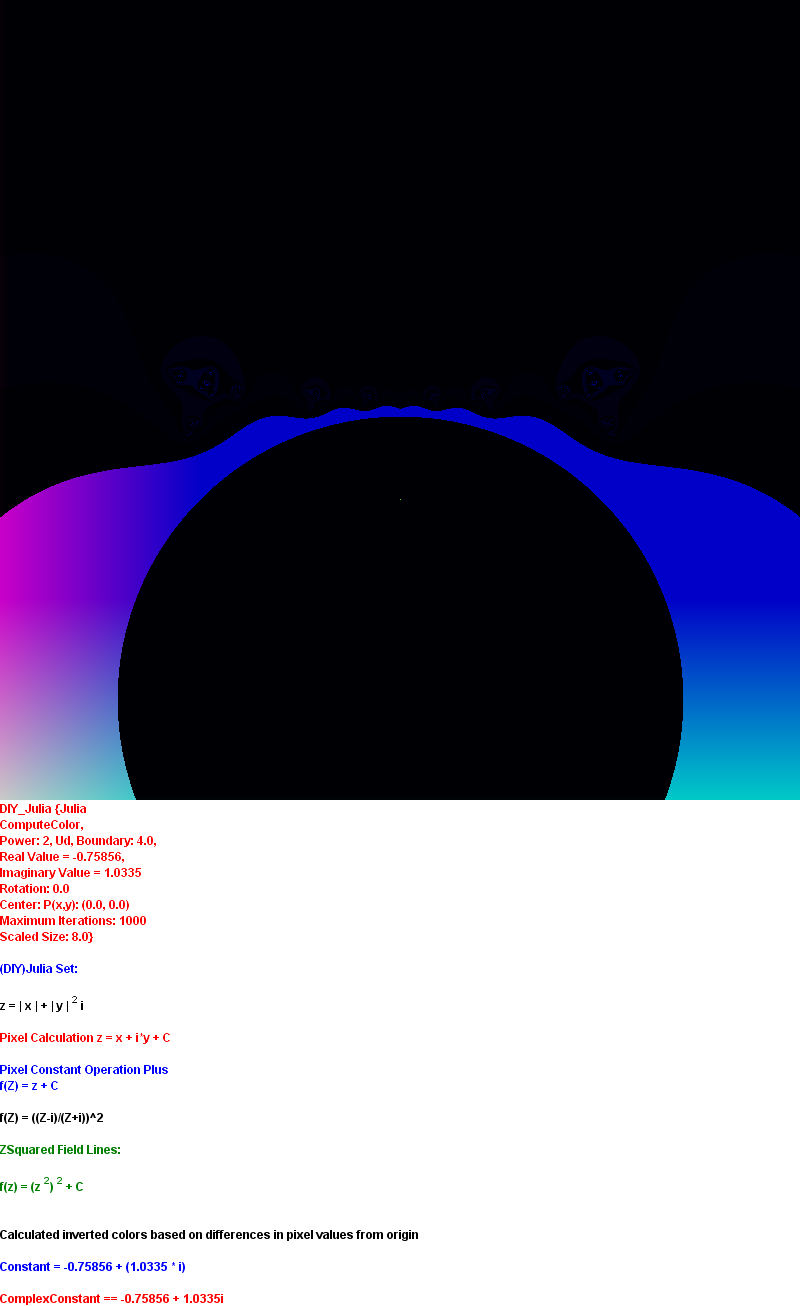 DIY_Julia {Julia
ComputeColor,
Power: 2, Ud, Boundary: 4.0,
Real Value = -0.75856,
Imaginary Value = 1.0335
Rotation: 0.0
Center: P(x,y): (0.0, 0.0)
Maximum Iterations: 1000
Scaled Size: 8.0}
(DIY)Julia Set:
z = | x | + | y | ² i
Pixel Calculation z = x + i*y + C
Pixel Constant Operation Plus
f(Z) = z + C
f(Z) = ((Z-i)/(Z+i))^2
ZSquared Field Lines:
f(z) = (z ²) ² + C
Calculated inverted colors based on differences in pixel values from origin
Constant = -0.75856 + (1.0335 * i)
ComplexConstant == -0.75856 + 1.0335i